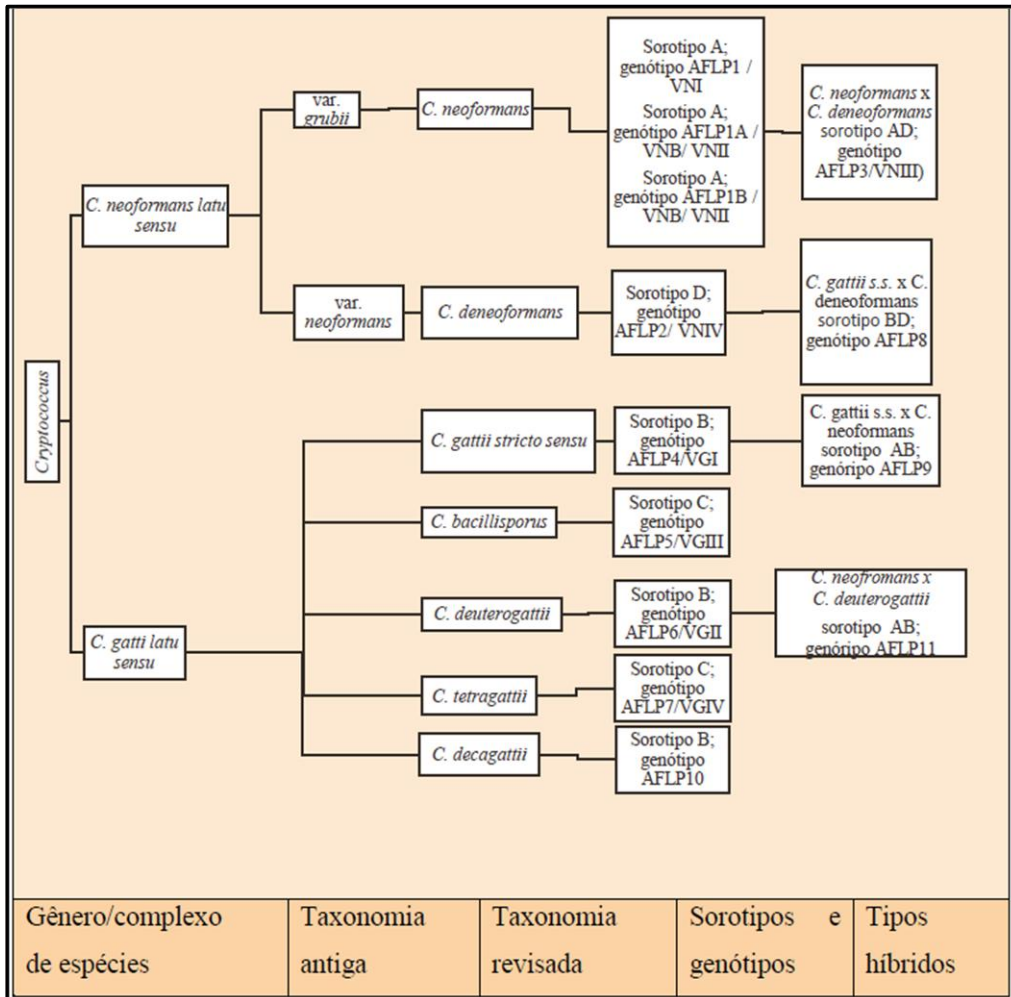 Cryptococcus
C. neoformans latu
sensu
var.
grubii
C. neoformans
Sorotipo A;
genótipo AFLP1 /
VNI
Sorotipo A;
genótipo AFLP1A /
VNB/ VNII
Sorotipo A;
genótipo AFLP1B /
VNB/ VNII
C. neoformans x
C. deneoformans
sorotipo AD;
genótipo
AFLP3/VNIII)
var.
neoformans
C. deneoformans
Sorotipo D;
genótipo
AFLP2/ VNIV
C. gattii s.s. x C.
deneoformans
sorotipo BD;
genótipo AFLP8
C. gatti latu
sensu
C. gattii stricto sensu
Sorotipo B;
genótipo
AFLP4/VGI
C. gattii s.s. x C.
neoformans
sorotipo AB;
genóripo AFLP9
C. bacillisporus
Sorotipo C;
genótipo
AFLP5/VGIII
C. deuterogattii
Sorotipo B;
genótipo
AFLP6/VGII
C. neofromans x
C. deuterogattii
sorotipo AB;
genóripo AFLP11
C. tetragattii
Sorotipo C;
genótipo
AFLP7/VGIV
C. decagattii
Sorotipo B;
genótipo
AFLP10
Gênero/complexo
de espécies
Taxonomia
antiga
Taxonomia
revisada
Sorotipos e
genótipos
Tipos
híbridos